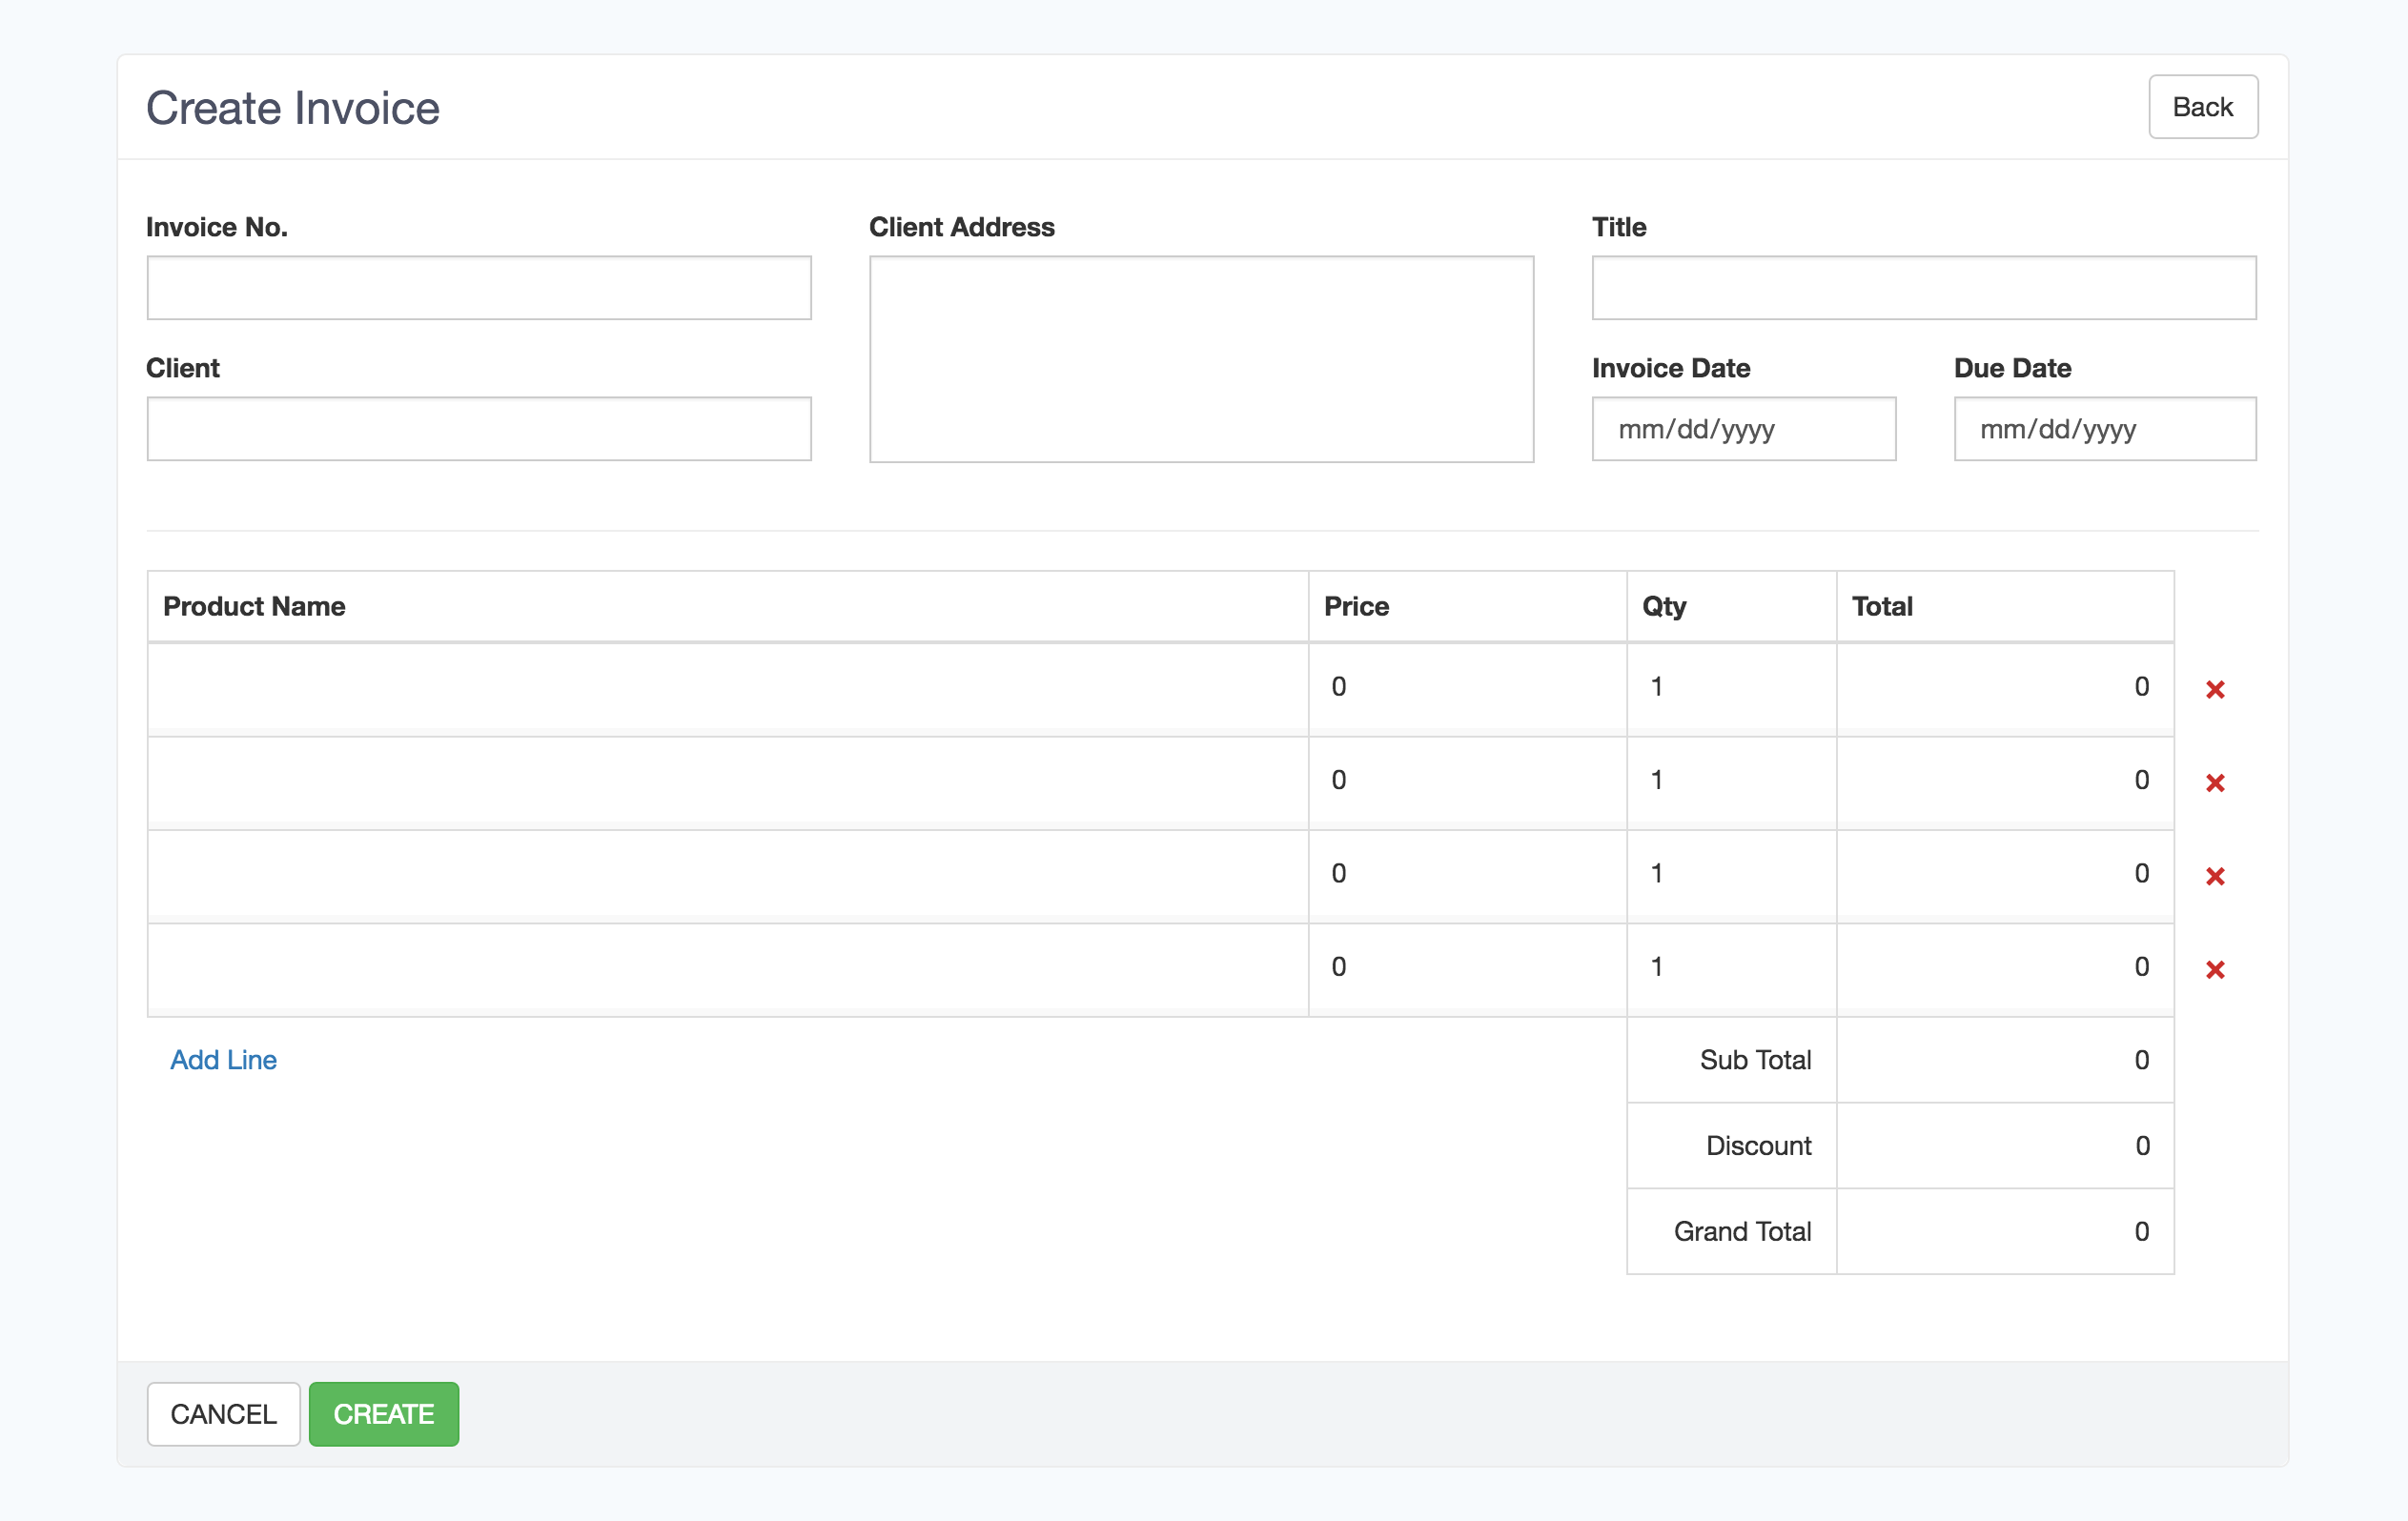 Create Invoice Back
Invoice No. Client Address Title
Client Invoice Date Due Date
mm/dd/yyyy mm/dd/yyyy
Product Name Price Qty Total
0 1 0
0 1 0
0 1 0
0 1 0
Add Line Sub Total 0
Discount 0
Grand Total 0
CANCEL CREATE